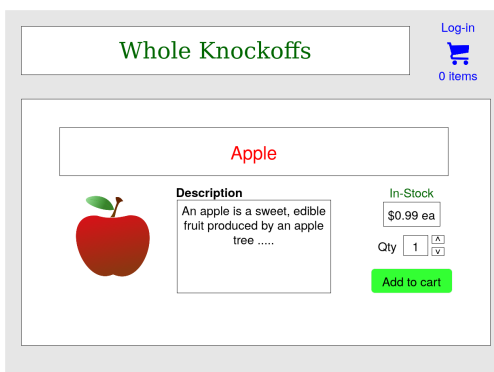 Log-in
Whole Knockoffs
0 items
Apple
Description
An apple is a sweet, edible
fruit produced by an apple
tree .....
In-Stock
$0.99 ea
Qty 1
Add to cart